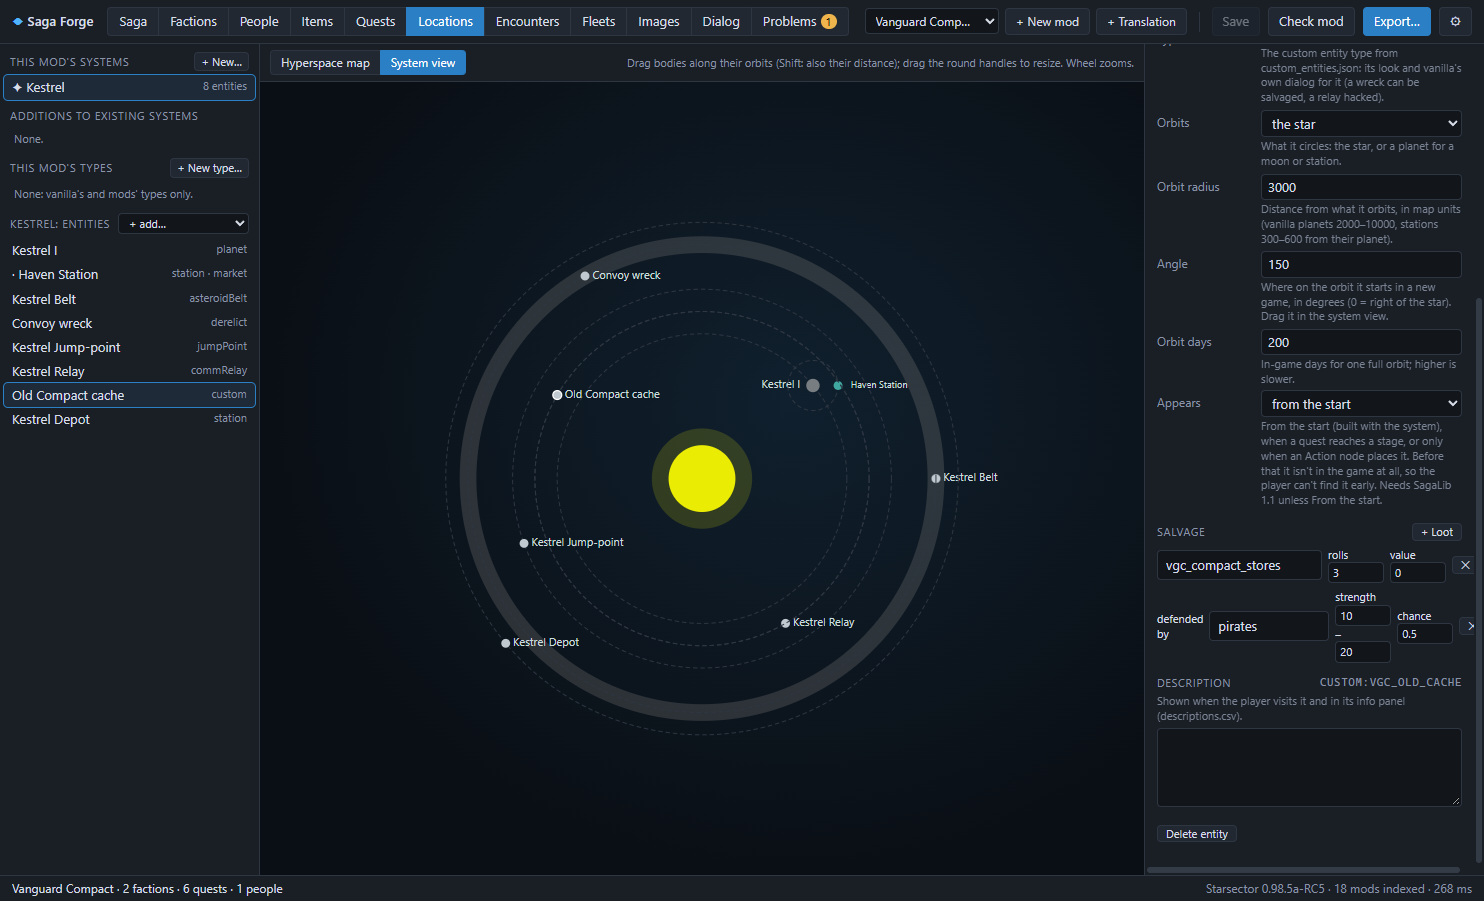 Saga Forge
Saga
Factions
People
Items
Quests
Locations
Encounters
Fleets
Images
Dialog
Problems 1
Vanguard Comp...
+ New mod
+ Translation
Save
Check mod
Export...
THIS MOD'S SYSTEMS
+ New...
Kestrel
8 entities
ADDITIONS TO EXISTING SYSTEMS
None.
THIS MOD'S TYPES
+ New type...
None: vanilla's and mods' types only.
KESTREL: ENTITIES
+ add...
Kestrel I
planet
· Haven Station
station · market
Kestrel Belt
asteroidBelt
Convoy wreck
derelict
Kestrel Jump-point
jumpPoint
Kestrel Relay
commRelay
Old Compact cache
custom
Kestrel Depot
station
Hyperspace map
System view
Drag bodies along their orbits (Shift: also their distance); drag the round handles to resize. Wheel zooms.
Convoy wreck
Kestrel I
Haven Station
Old Compact cache
Kestrel Belt
Kestrel Jump-point
Kestrel Relay
Kestrel Depot
The custom entity type from
custom_entities.json: its look and vanilla's
own dialog for it (a wreck can be
salvaged, a relay hacked).
Orbits
the star
What it circles: the star, or a planet for a
moon or station.
Orbit radius
3000
Distance from what it orbits, in map units
(vanilla planets 2000–10000, stations
300–600 from their planet).
Angle
150
Where on the orbit it starts in a new
game, in degrees (0 = right of the star).
Drag it in the system view.
Orbit days
200
In-game days for one full orbit; higher is
slower.
Appears
from the start
From the start (built with the system),
when a quest reaches a stage, or only
when an Action node places it. Before
that it isn't in the game at all, so the
player can't find it early. Needs SagaLib
1.1 unless From the start.
SALVAGE
+ Loot
vgc_compact_stores
rolls
3
value
0
defended
by
pirates
strength
10
–
20
chance
0.5
DESCRIPTION
CUSTOM:VGC_OLD_CACHE
Shown when the player visits it and in its info panel
(descriptions.csv).
Delete entity
Vanguard Compact · 2 factions · 6 quests · 1 people
Starsector 0.98.5a-RC5 · 18 mods indexed · 268 ms